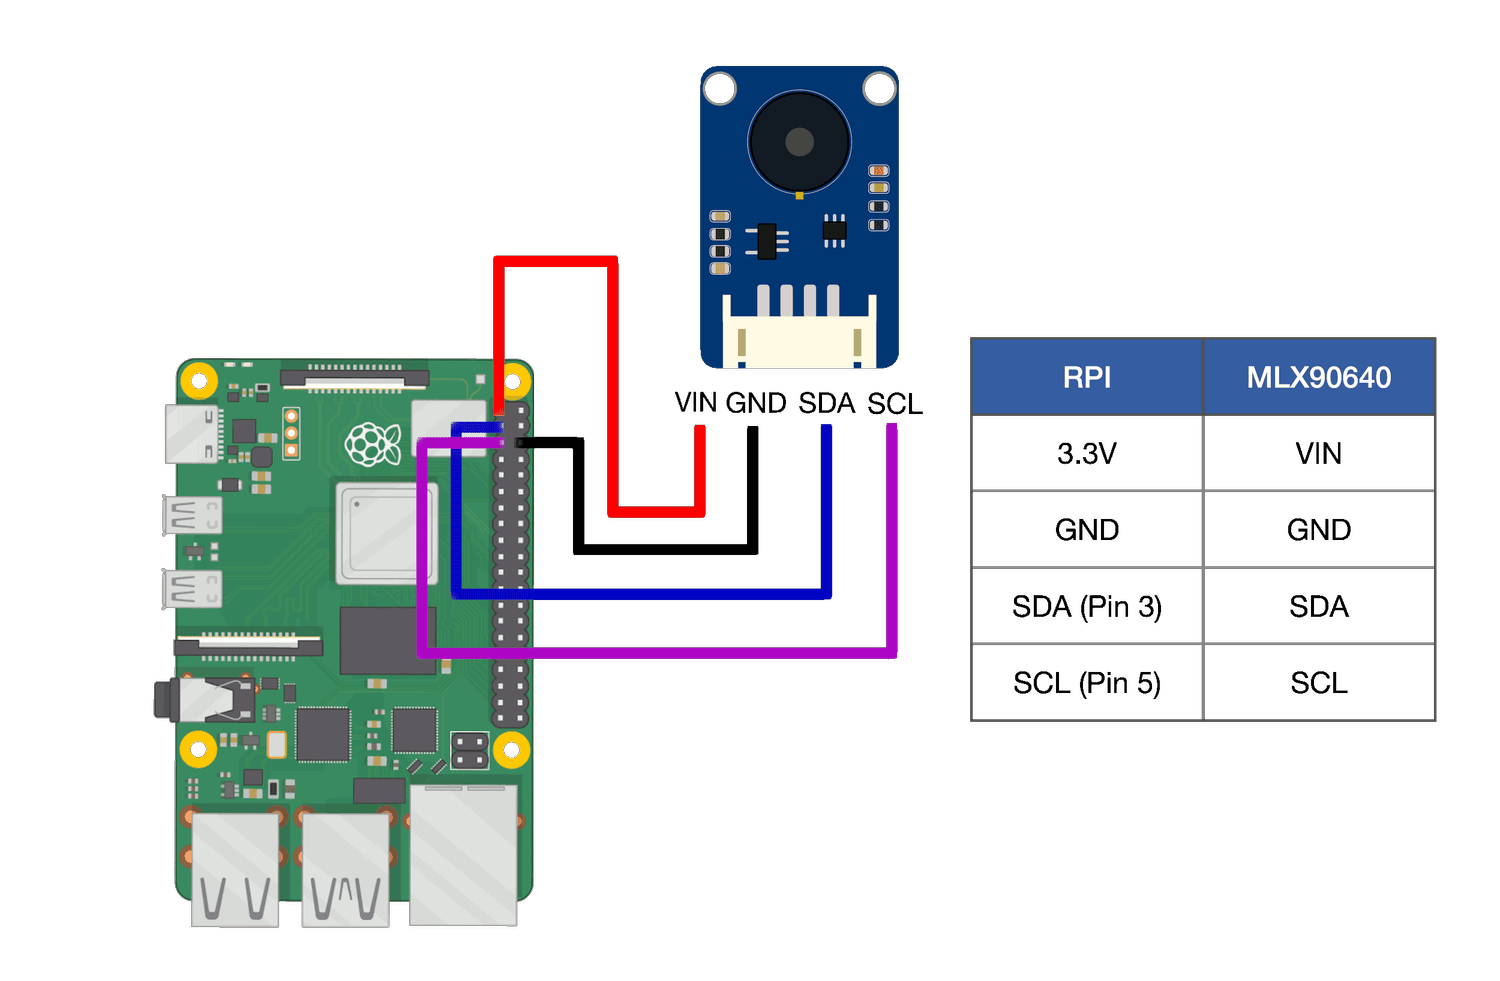 VIN GND SDA SCL
RPI MLX90640
3.3V VIN
GND GND
SDA (Pin 3) SDA
SCL (Pin 5) SCL